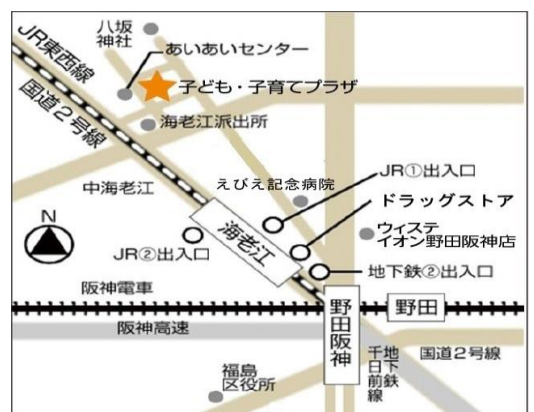 八坂
神社
あいあいセンター
JR東西線
国道2号線
子ども・子育てプラザ
海老江派出所
中海老江
えびえ記念病院
JR①出入口
ドラッグストア
ウィステ
イオン野田阪神店
海老江
N
JR②出入口
地下鉄②出入口
阪神電車
野田阪神
野田
阪神高速
千日前線
地下鉄
国道2号線
福島
区役所